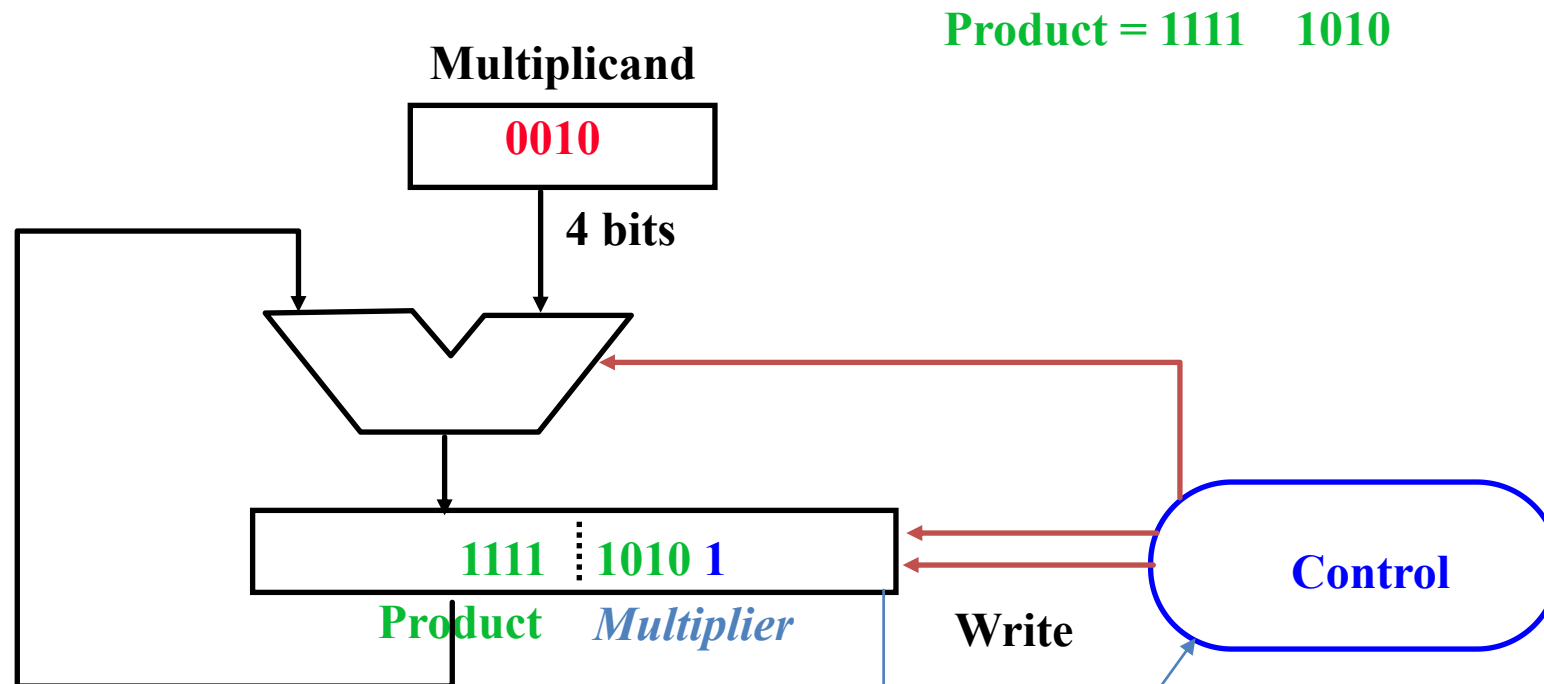 Product = 1111 1010
Multiplicand
0010
4 bits
1111 1010 1
Control
Product Multiplier
Write